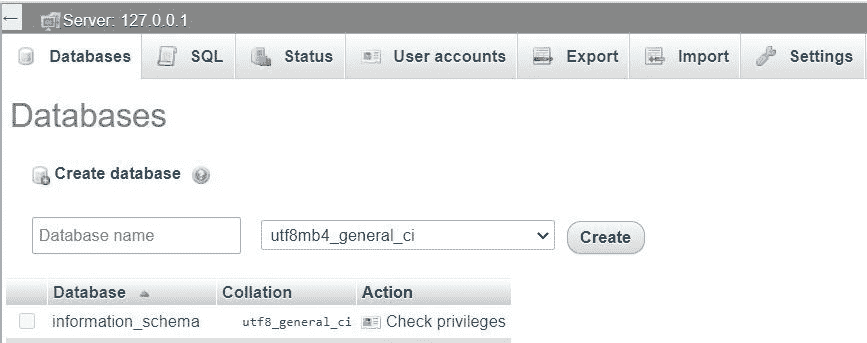 Server: 127.0.0.1
Databases SQL Status User accounts Export Import Settings
Databases
Create database
Database name utf8mb4_general_ci Create
Database Collation Action
information_schema utf8_general_ci Check privileges